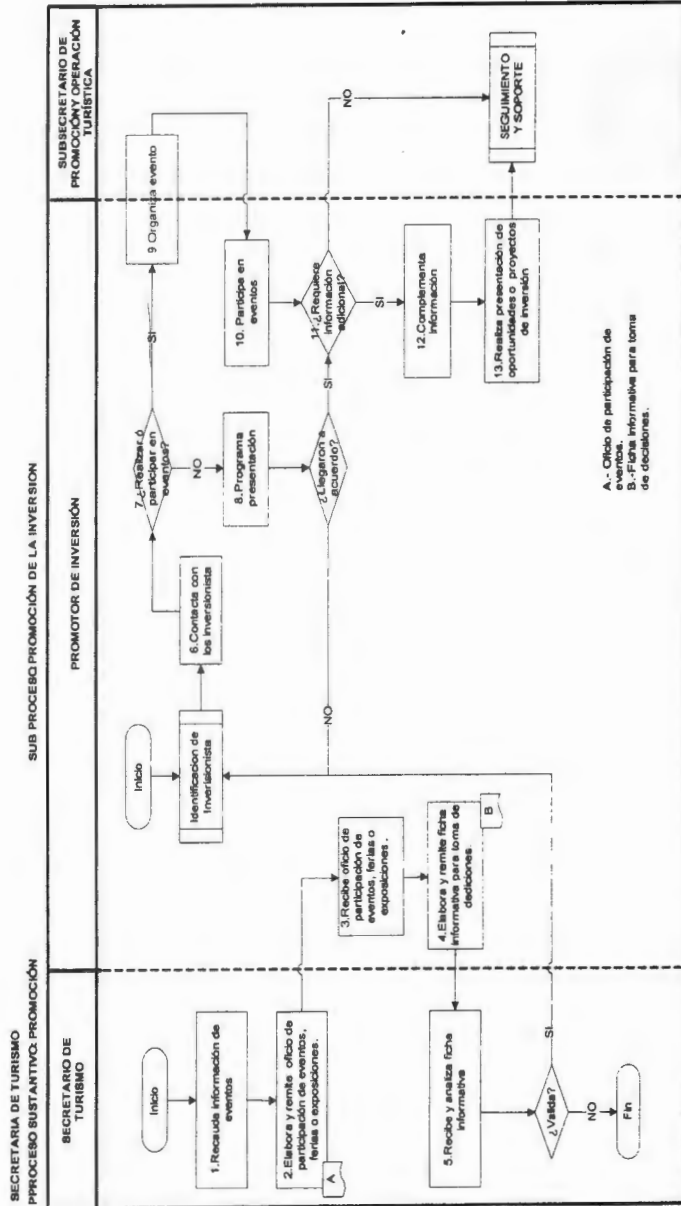 SECRETARIA DE TURISMO
PPROCESO SUSTANTIVO: PROMOCIÓN
SUB PROCESO: PROMOCIÓN DE LA INVERSIÓN
SECRETARIO DE
TURISMO
PROMOTOR DE INVERSIÓN
SUBSECRETARIO DE
PROMOCIÓN Y OPERACIÓN
TURÍSTICA
Inicio
1.Recauda información de
eventos
2.Elabora y remite oficio de
participación de eventos,
ferias o exposiciones.
A
3.Recibe oficio de
participación de
eventos, ferias o
exposiciones.
4.Elabora y remite ficha
informativa para toma de
dediciones.
B
5.Recibe y analiza ficha
informativa
¿Valida?
SI
NO
Fin
Inicio
Identificacion de
Inverisionista
6.Contacta con
los inversionista
7.¿Realizar ó
participar en
eventos?
SI
NO
8.Programa
presentación
¿Llegaron a
acuerdo?
NO
SI
9 Organiza evento
10. Participa en
eventos
11.¿Requiere
información
adicional?
NO
SI
12.Complementa
información
13.Realiza presentación de
oportunidades o proyectos
de inversión
SEGUIMIENTO
Y SOPORTE
A.- Oficio de participación de
eventos.
B.-Ficha informativa para toma
de decisiones.